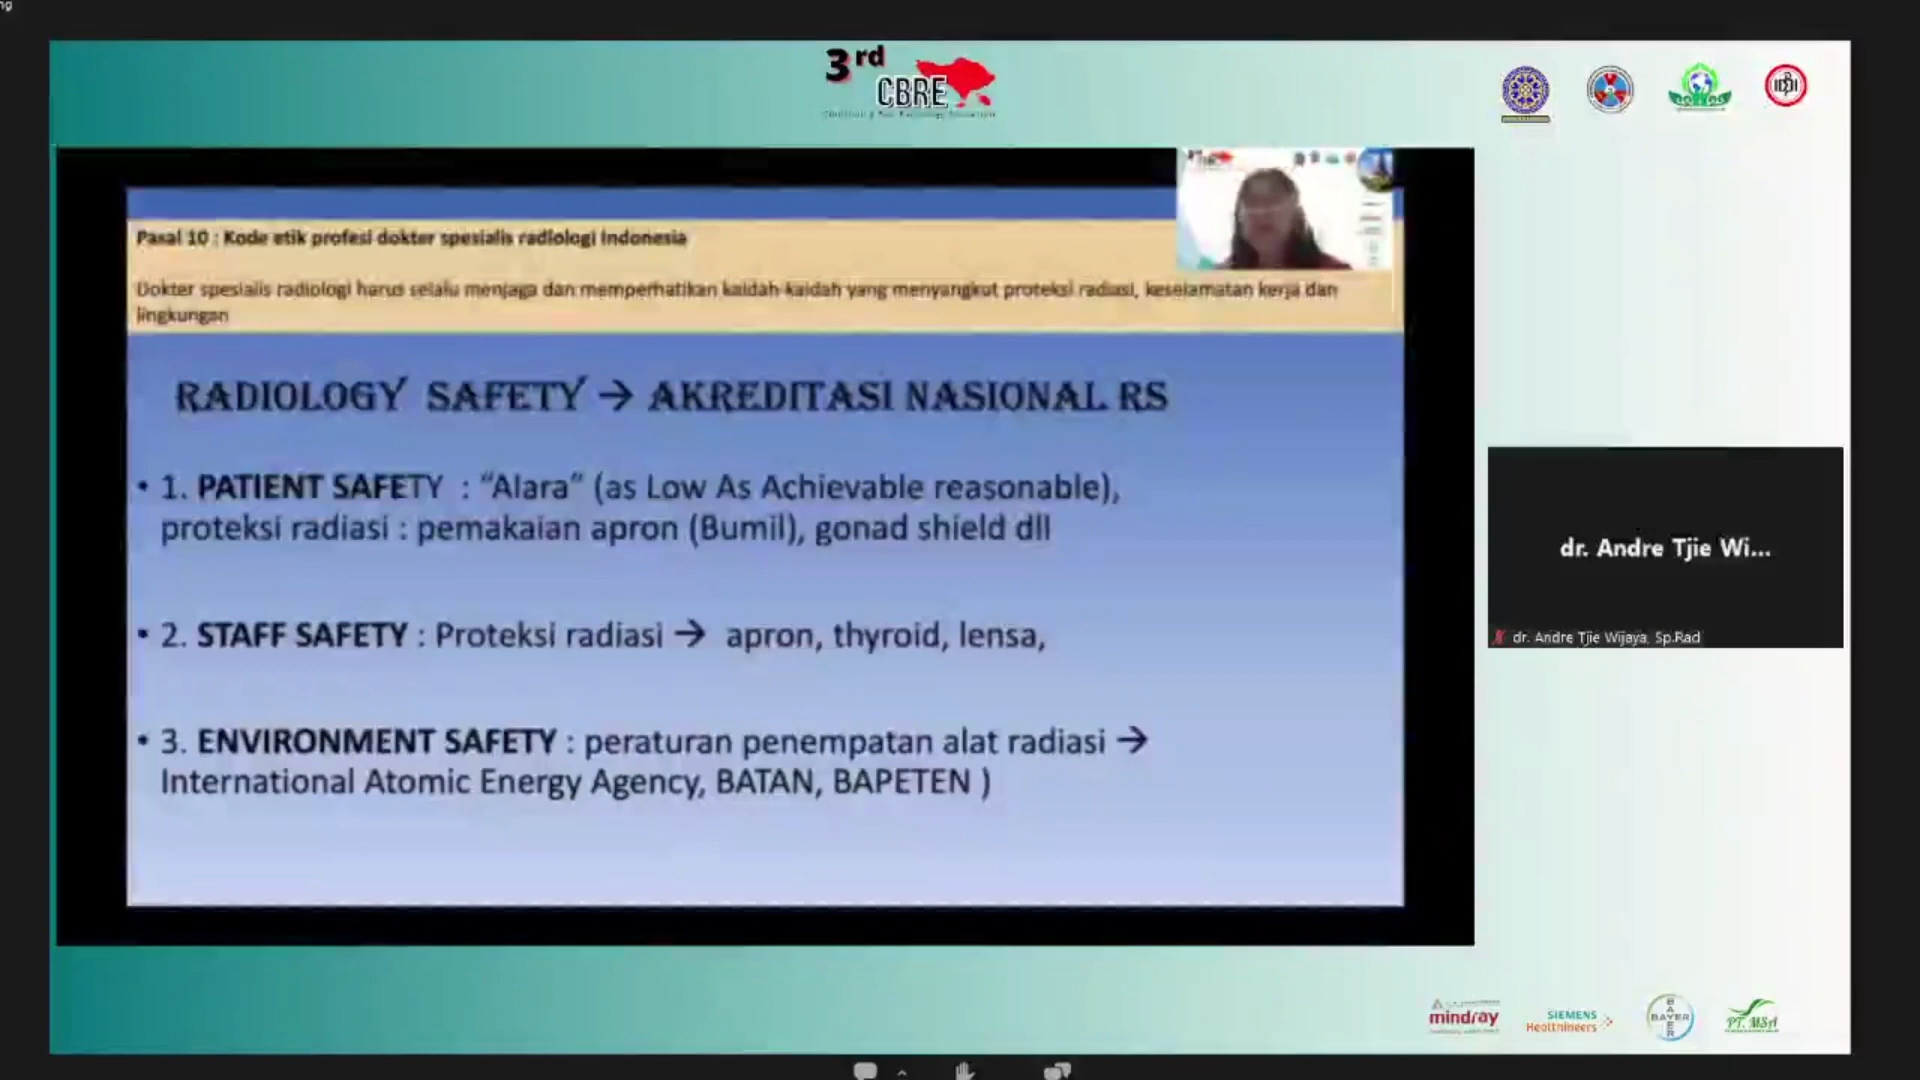 ng
3rd
CBRE
Pasal 10 : Kode etik profesi dokter spesialis radiologi Indonesia
Dokter spesialis radiologi harus selalu menjaga dan memperhatikan kaidah-kaidah yang menyangkut proteksi radiasi, keselamatan kerja dan
lingkungan
RADIOLOGY SAFETY → AKREDITASI NASIONAL RS
• 1. PATIENT SAFETY : “Alara” (as Low As Achievable reasonable),
proteksi radiasi : pemakaian apron (Bumil), gonad shield dll
• 2. STAFF SAFETY : Proteksi radiasi → apron, thyroid, lensa,
• 3. ENVIRONMENT SAFETY : peraturan penempatan alat radiasi →
International Atomic Energy Agency, BATAN, BAPETEN )
dr. Andre Tjie Wi...
dr. Andre Tjie Wijaya, Sp.Rad
mindray
SIEMENS
Healthineers
BAYER
BAYER
PT. MSA